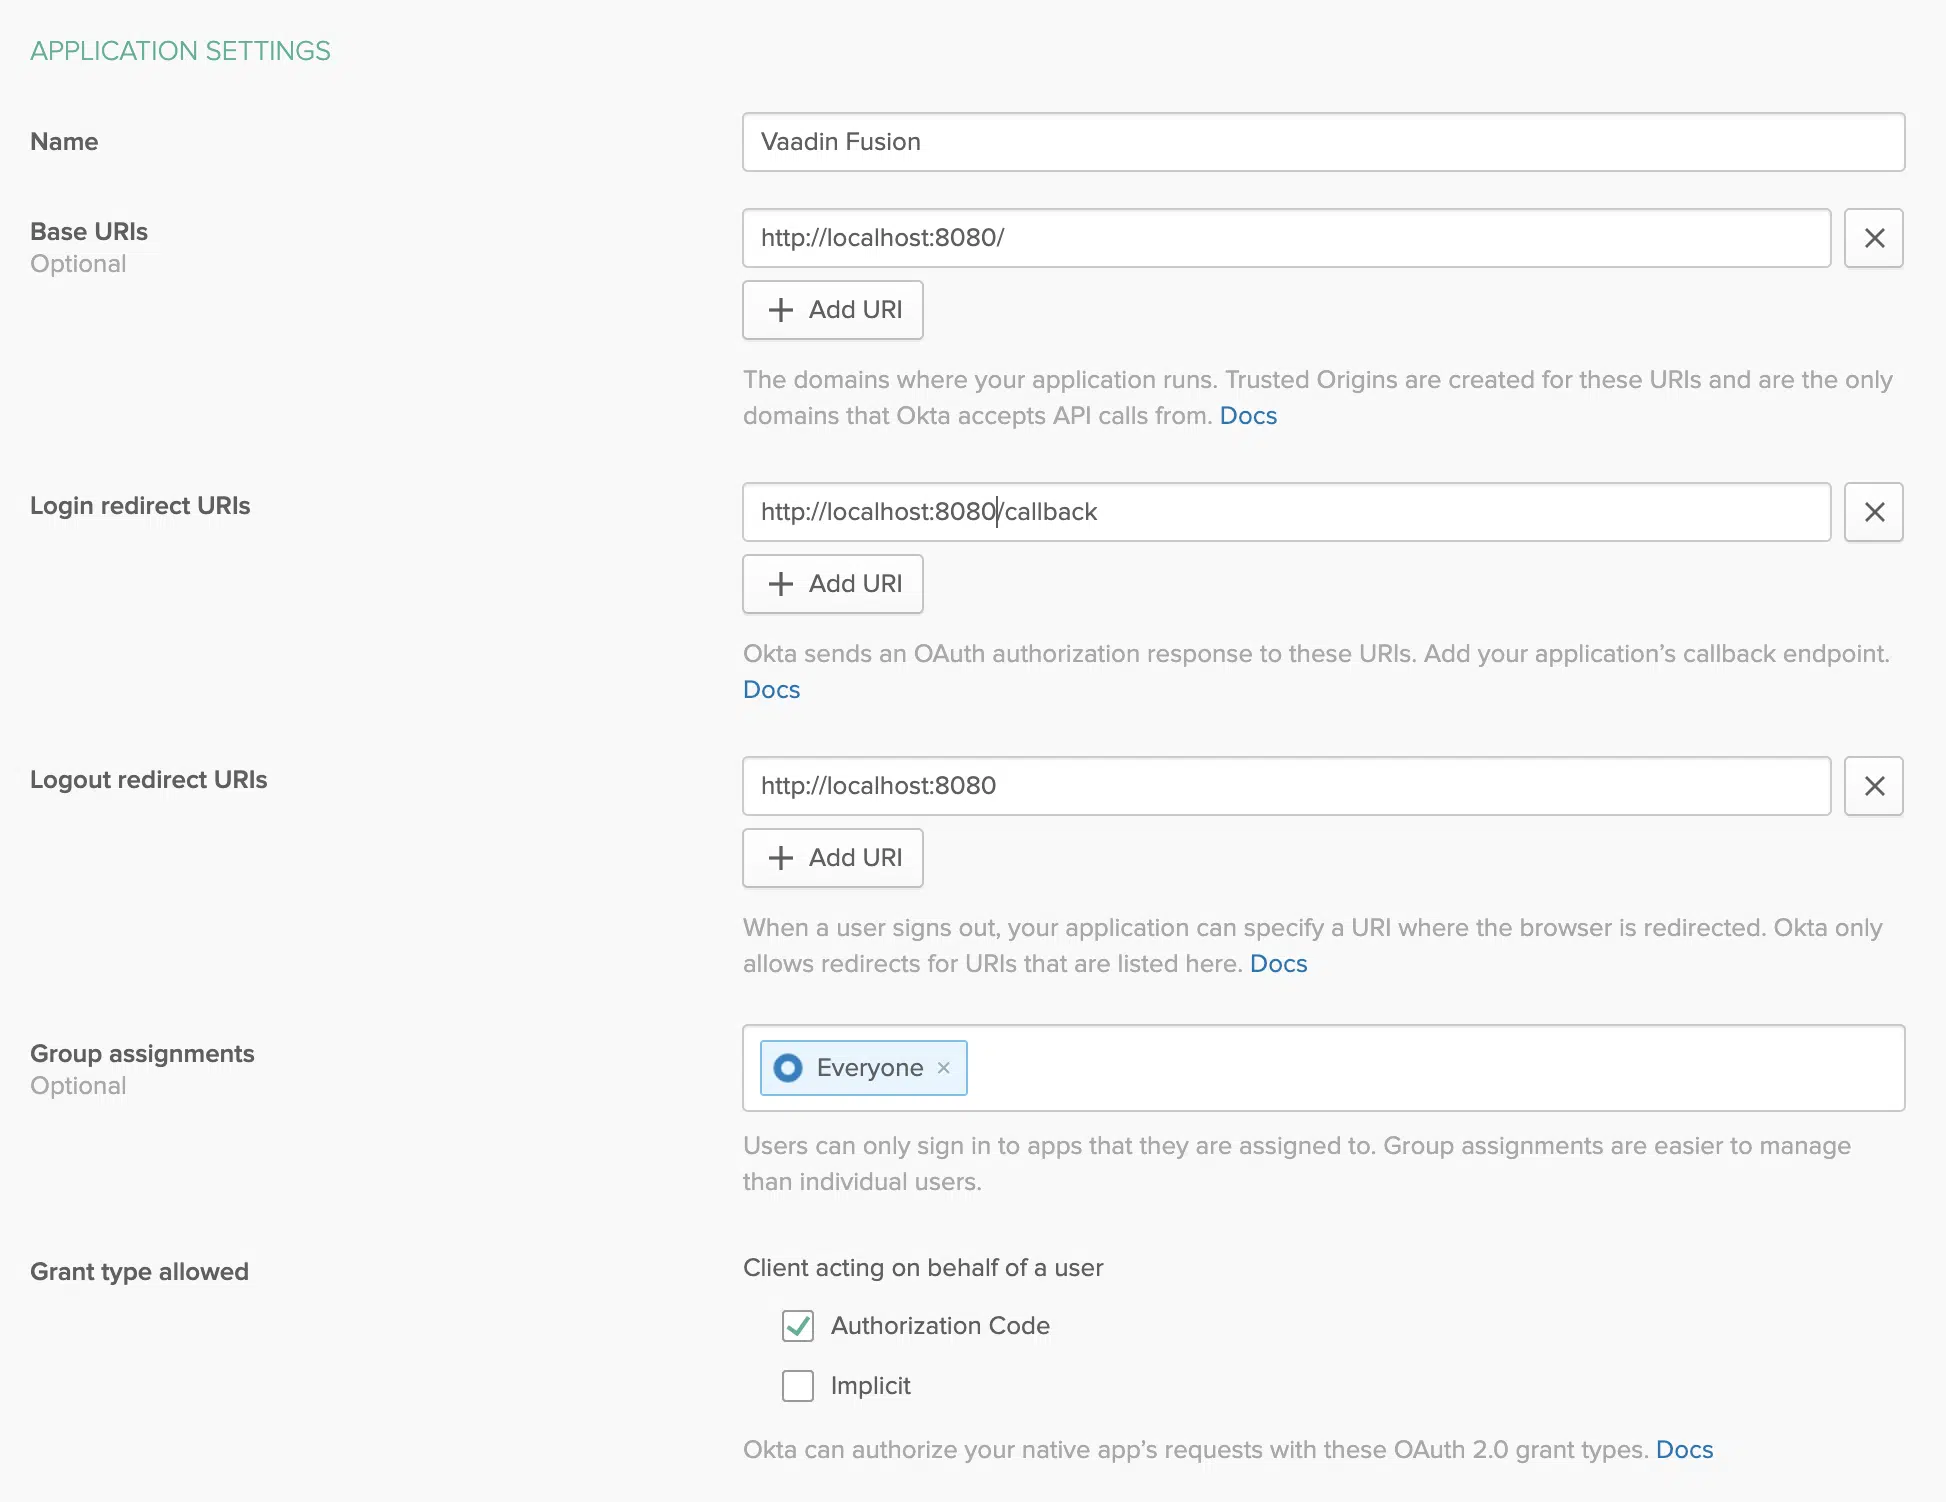 APPLICATION SETTINGS
Name
Vaadin Fusion
Base URIs
Optional
http://localhost:8080/
Add URI
The domains where your application runs. Trusted Origins are created for these URIs and are the only
domains that Okta accepts API calls from. Docs
Login redirect URIs
http://localhost:8080/callback
Add URI
Okta sends an OAuth authorization response to these URIs. Add your application’s callback endpoint.
Docs
Logout redirect URIs
http://localhost:8080
Add URI
When a user signs out, your application can specify a URI where the browser is redirected. Okta only
allows redirects for URIs that are listed here. Docs
Group assignments
Optional
Everyone
Users can only sign in to apps that they are assigned to. Group assignments are easier to manage
than individual users.
Grant type allowed
Client acting on behalf of a user
Authorization Code
Implicit
Okta can authorize your native app’s requests with these OAuth 2.0 grant types. Docs